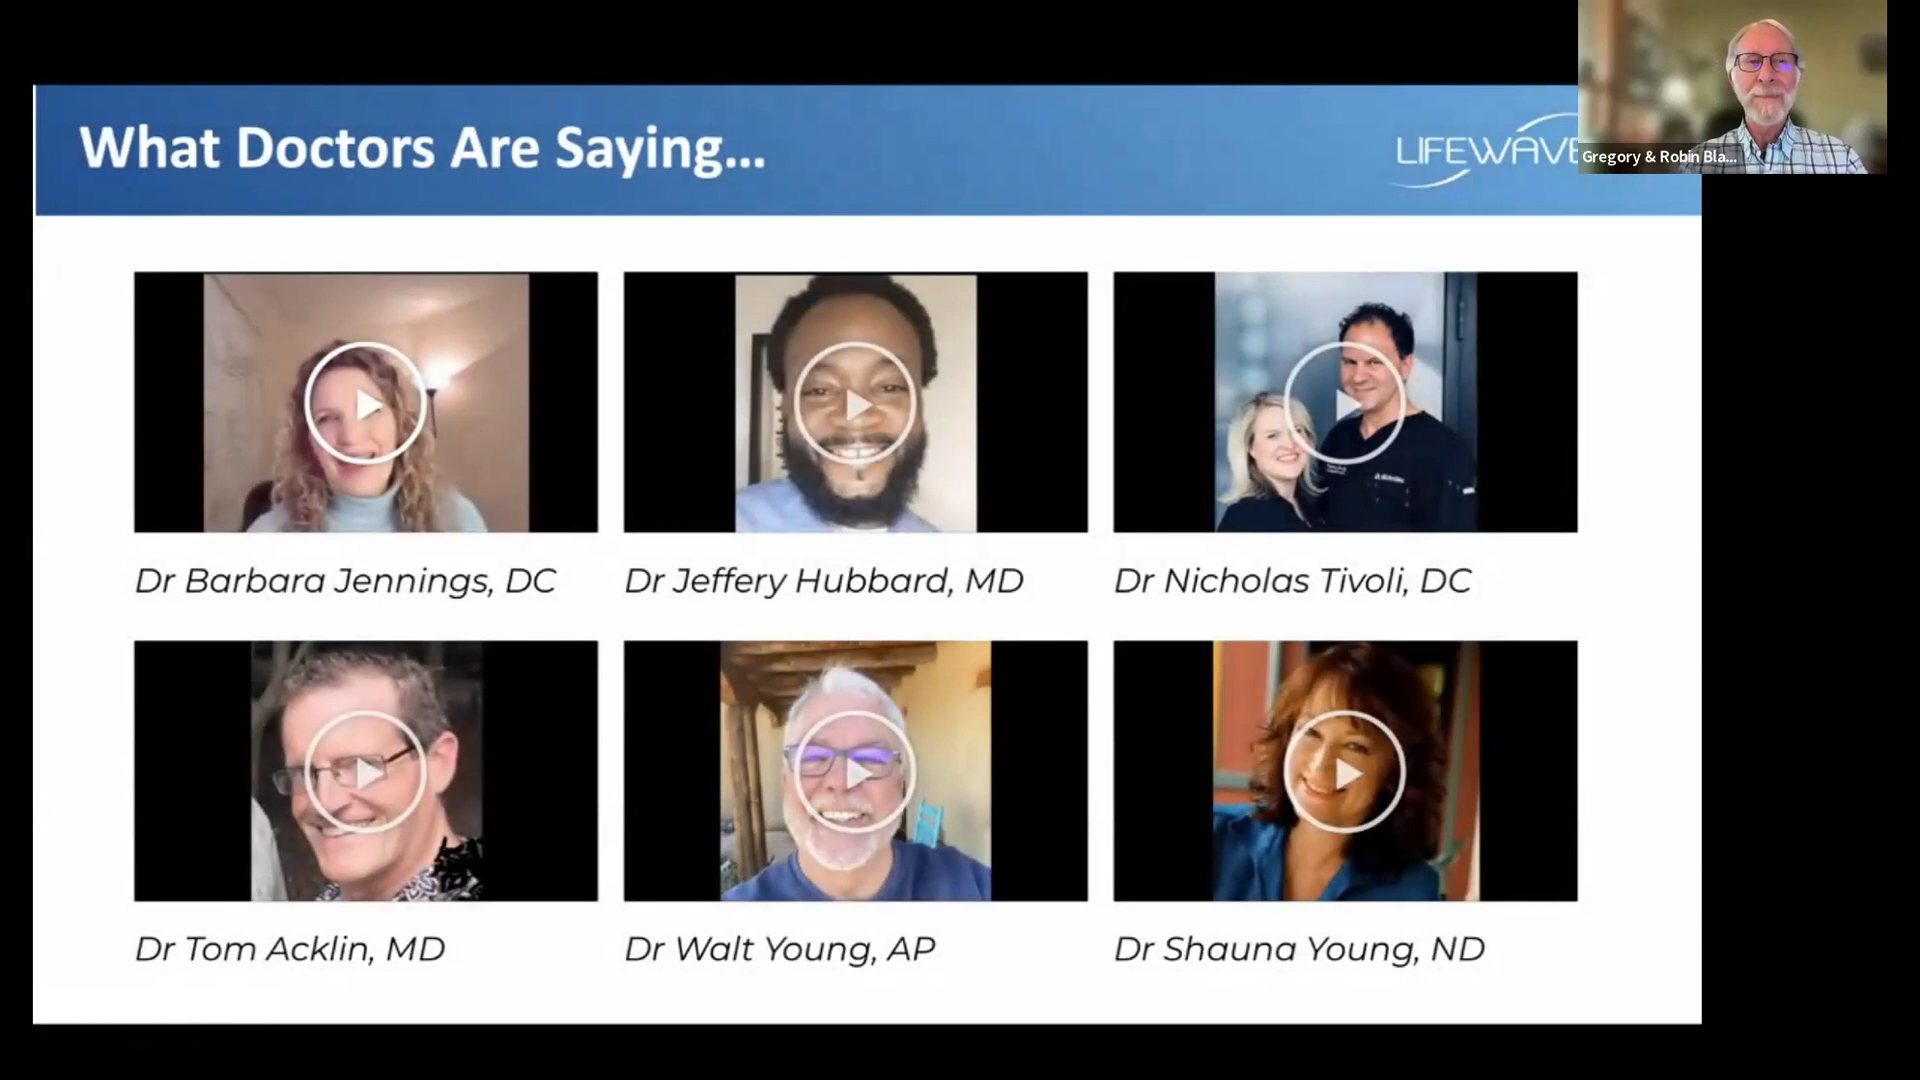 What Doctors Are Saying...
LIFEWAVE
Gregory & Robin Bla...
Dr Barbara Jennings, DC
Dr Jeffery Hubbard, MD
Dr Nicholas Tivoli, DC
Dr Tom Acklin, MD
Dr Walt Young, AP
Dr Shauna Young, ND